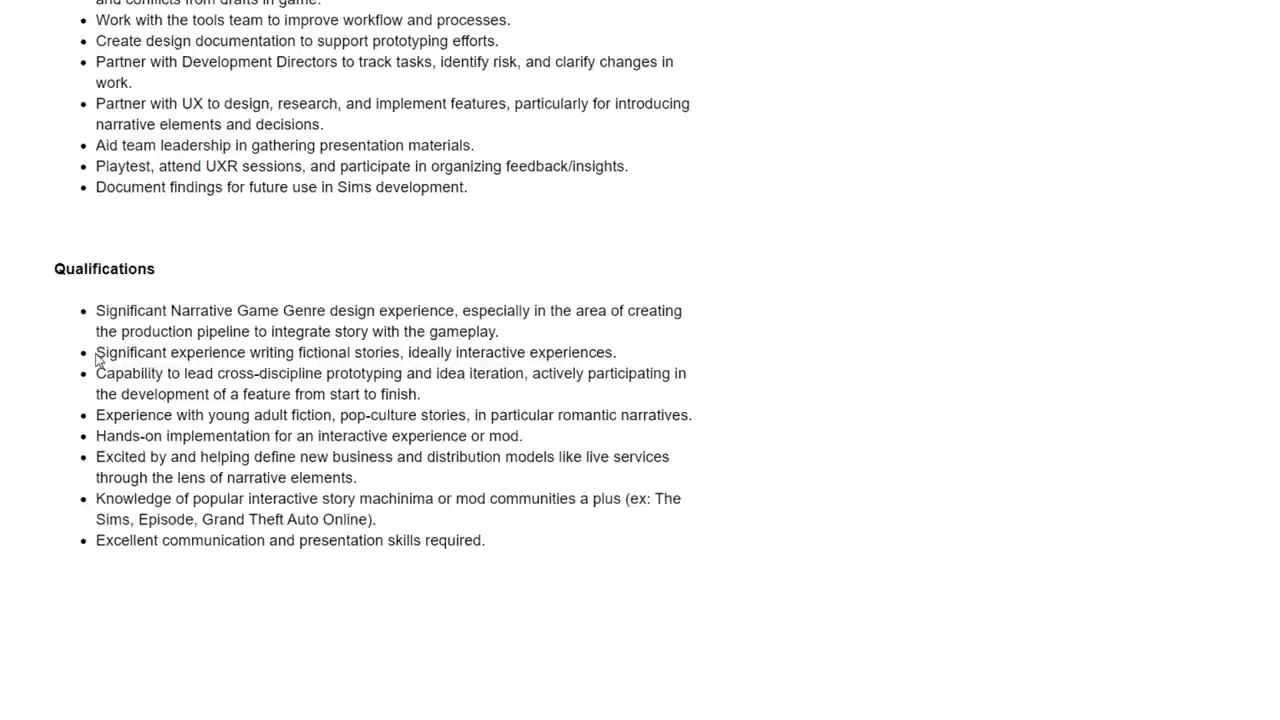 and conflicts from drafts in game.
• Work with the tools team to improve workflow and processes.
• Create design documentation to support prototyping efforts.
• Partner with Development Directors to track tasks, identify risk, and clarify changes in
work.
• Partner with UX to design, research, and implement features, particularly for introducing
narrative elements and decisions.
• Aid team leadership in gathering presentation materials.
• Playtest, attend UXR sessions, and participate in organizing feedback/insights.
• Document findings for future use in Sims development.
Qualifications
• Significant Narrative Game Genre design experience, especially in the area of creating
the production pipeline to integrate story with the gameplay.
• Significant experience writing fictional stories, ideally interactive experiences.
• Capability to lead cross-discipline prototyping and idea iteration, actively participating in
the development of a feature from start to finish.
• Experience with young adult fiction, pop-culture stories, in particular romantic narratives.
• Hands-on implementation for an interactive experience or mod.
• Excited by and helping define new business and distribution models like live services
through the lens of narrative elements.
• Knowledge of popular interactive story machinima or mod communities a plus (ex: The
Sims, Episode, Grand Theft Auto Online).
• Excellent communication and presentation skills required.